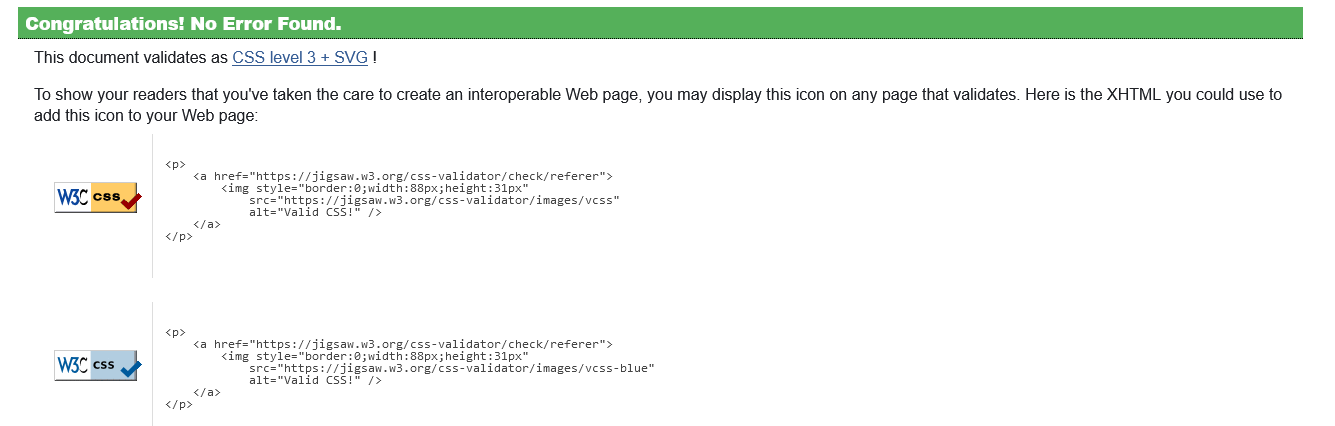 Congratulations! No Error Found.
This document validates as CSS level 3 + SVG !
To show your readers that you've taken the care to create an interoperable Web page, you may display this icon on any page that validates. Here is the XHTML you could use to
add this icon to your Web page:
<p>
    <a href="https://jigsaw.w3.org/css-validator/check/referer">
W3C css
        <img style="border:0;width:88px;height:31px"
            src="https://jigsaw.w3.org/css-validator/images/vcss"
            alt="Valid CSS!" />
    </a>
</p>
<p>
    <a href="https://jigsaw.w3.org/css-validator/check/referer">
W3C css
        <img style="border:0;width:88px;height:31px"
            src="https://jigsaw.w3.org/css-validator/images/vcss-blue"
            alt="Valid CSS!" />
    </a>
</p>